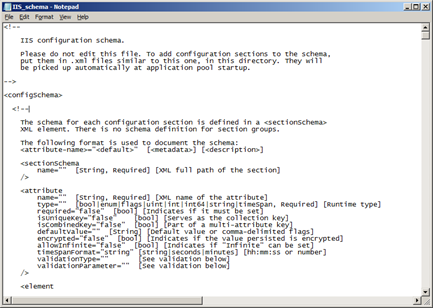 IIS_schema - Notepad
File Edit Format View Help
<!--
IIS configuration schema.
Please do not edit this file. To add configuration sections to the schema,
put them in .xml files similar to this one, in this directory. They will
be picked up automatically at application pool startup.
-->
<configSchema>
<!--
The schema for each configuration section is defined in a <sectionSchema>
XML element. There is no schema definition for section groups.
The following format is used to document the schema:
<attribute-name>="<default>" [<metadata>] [<description>]
<sectionSchema
name="" [String, Required] [XML full path of the section]
/>
<attribute
name="" [String, Required] [XML name of the attribute]
type="" [bool|enum|flags|uint|int|int64|string|timeSpan, Required] [Runtime type]
required="false" [bool] [Indicates if it must be set]
isUniqueKey="false" [bool] [Serves as the collection key]
isCombinedKey="false" [bool] [Part of a multi-attribute key]
defaultValue="" [String] [Default value or comma-delimited flags]
encrypted="false" [bool] [Indicates if the value persisted is encrypted]
allowInfinite="false" [bool] [Indicates if "Infinite" can be set]
timeSpanFormat="string" [string|seconds|minutes] [hh:mm:ss or number]
validationType="" [See validation below]
validationParameter="" [See validation below]
/>
<element